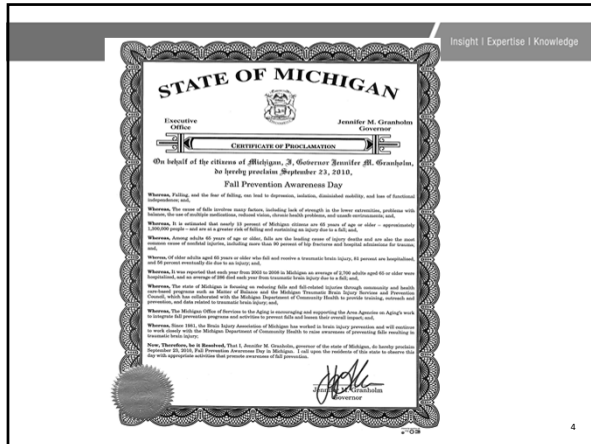 Insight I Expertise I Knowledge
STATE OF MICHIGAN
Executive
Office
Jennifer M. Granholm
Governor
CERTIFICATE OF PROCLAMATION
On behalf of the citizens of Michigan, I, Governor Jennifer M. Granholm,
do hereby proclaim September 23, 2010,
Fall Prevention Awareness Day
Whereas, Falling, and the fear of falling, can lead to depression, isolation, diminished mobility, and loss of functional
independence; and,
Whereas, The cause of falls involves many factors, including lack of strength in the lower extremities, problems with
balance, the use of multiple medications, reduced vision, chronic health problems, and unsafe environments; and,
Whereas, It is estimated that nearly 13 percent of Michigan citizens are 65 years of age or older – approximately
1,300,000 people – and are at a greater risk of falling and sustaining an injury due to a fall; and,
Whereas, Among adults 65 years of age or older, falls are the leading cause of injury deaths and are also the most
common cause of nonfatal injuries, including more than 90 percent of hip fractures and hospital admissions for trauma;
and,
Whereas, Of older adults aged 65 years or older who fall and receive a traumatic brain injury, percent are hospitalized,
and percent eventually die due to an injury; and,
Whereas, It was reported that each year from to in Michigan an average of 2,700 adults aged 65 or older were
hospitalized, and an average of died each year from traumatic brain injury due to a fall; and,
Whereas, The state of Michigan is focusing on reducing falls and fall-related injuries through community and health
care-based programs such as Matter of Balance and the Michigan Traumatic Brain Injury Services and Prevention
Council, which has collaborated with the Michigan Department of Community Health to provide training, outreach and
prevention, and data related to traumatic brain injury; and,
Whereas, The Michigan Office of Services to the Aging is encouraging and supporting the Area Agencies on Aging's work
to integrate fall prevention programs and activities to prevent falls and lessen their overall impact; and,
Whereas, Since 1981, the Brain Injury Association of Michigan has worked in brain injury prevention and will continue
to work closely with the Michigan Department of Community Health to raise awareness of preventing falls resulting to
traumatic brain injury;
Now, Therefore, be it Resolved, That I, Jennifer M. Granholm, governor of the state of Michigan, do hereby proclaim
September 23, 2010, Fall Prevention Awareness Day in Michigan. I call upon the residents of this state to observe this
day with appropriate activities that promote awareness of fall prevention.
Jennifer M. Granholm
Governor
4